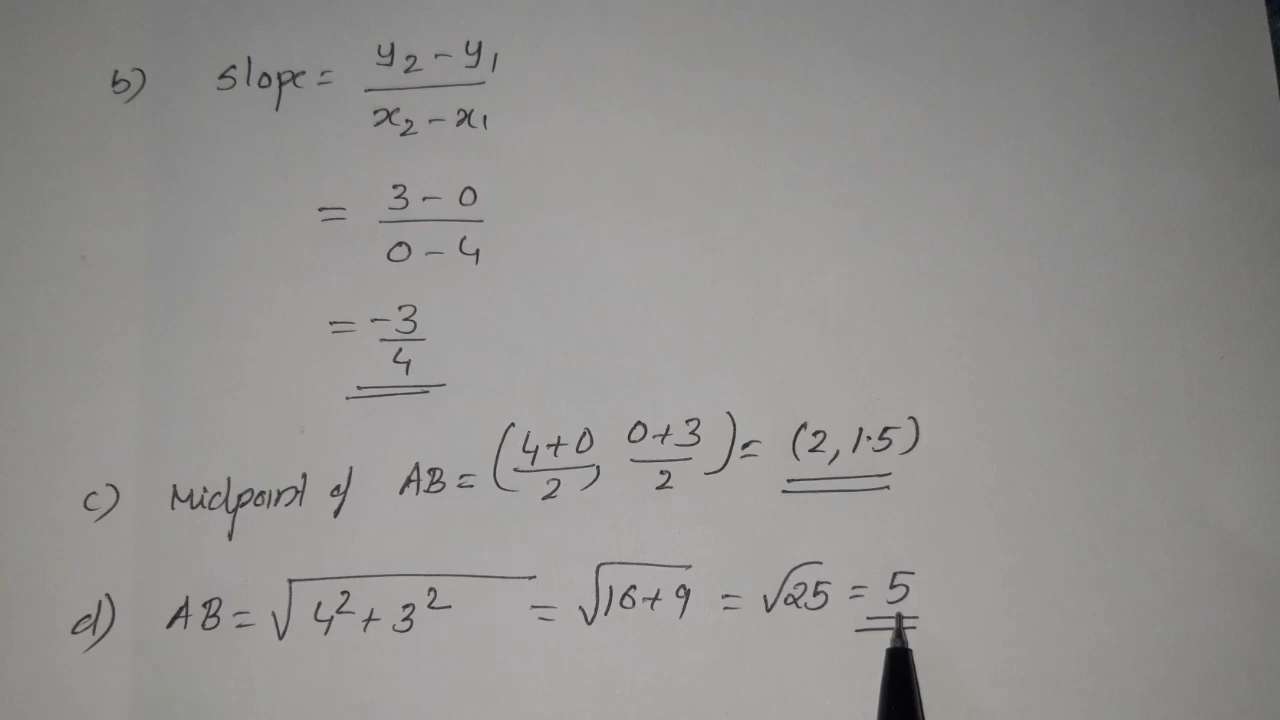 b) Slope = y₂ - y₁ / x₂ - x₁
= 3 - 0 / 0 - 4
= -3 / 4
c) Midpoint of AB = (4+0 / 2, 0+3 / 2) = (2, 1.5)
d) AB = √4² + 3² = √16+9 = √25 = 5